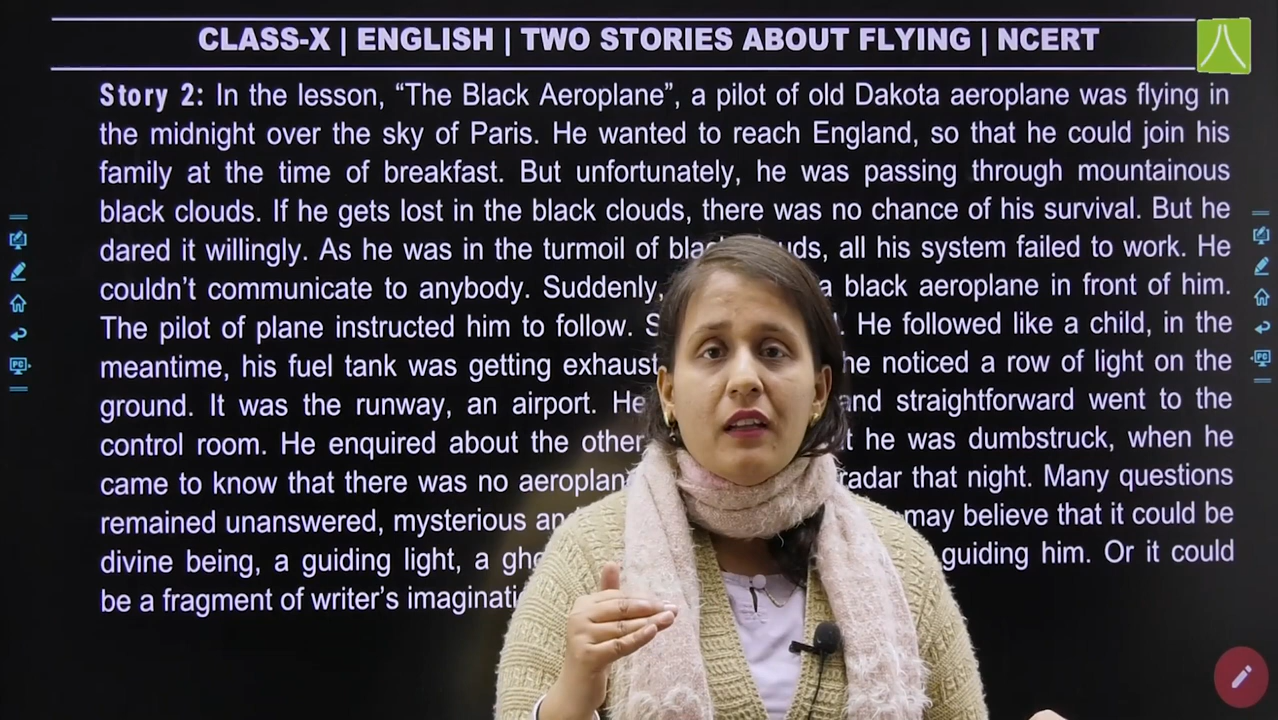 CLASS-X | ENGLISH | TWO STORIES ABOUT FLYING | NCERT
Story 2: In the lesson, “The Black Aeroplane”, a pilot of old Dakota aeroplane was flying in
the midnight over the sky of Paris. He wanted to reach England, so that he could join his
family at the time of breakfast. But unfortunately, he was passing through mountainous
black clouds. If he gets lost in the black clouds, there was no chance of his survival. But he
dared it willingly. As he was in the turmoil of all his system failed to work. He
couldn’t communicate to anybody. Suddenly, a black aeroplane in front of him.
The pilot of plane instructed him to follow. He followed like a child, in the
meantime, his fuel tank was getting he noticed a row of light on the
ground. It was the runway, an airport. He and straightforward went to the
control room. He enquired about the other he was dumbstruck, when he
came to know that there was no radar that night. Many questions
remained unanswered, mysterious may believe that it could be
divine being, a guiding light, a guiding him. Or it could
be a fragment of writer’s
PC
PC